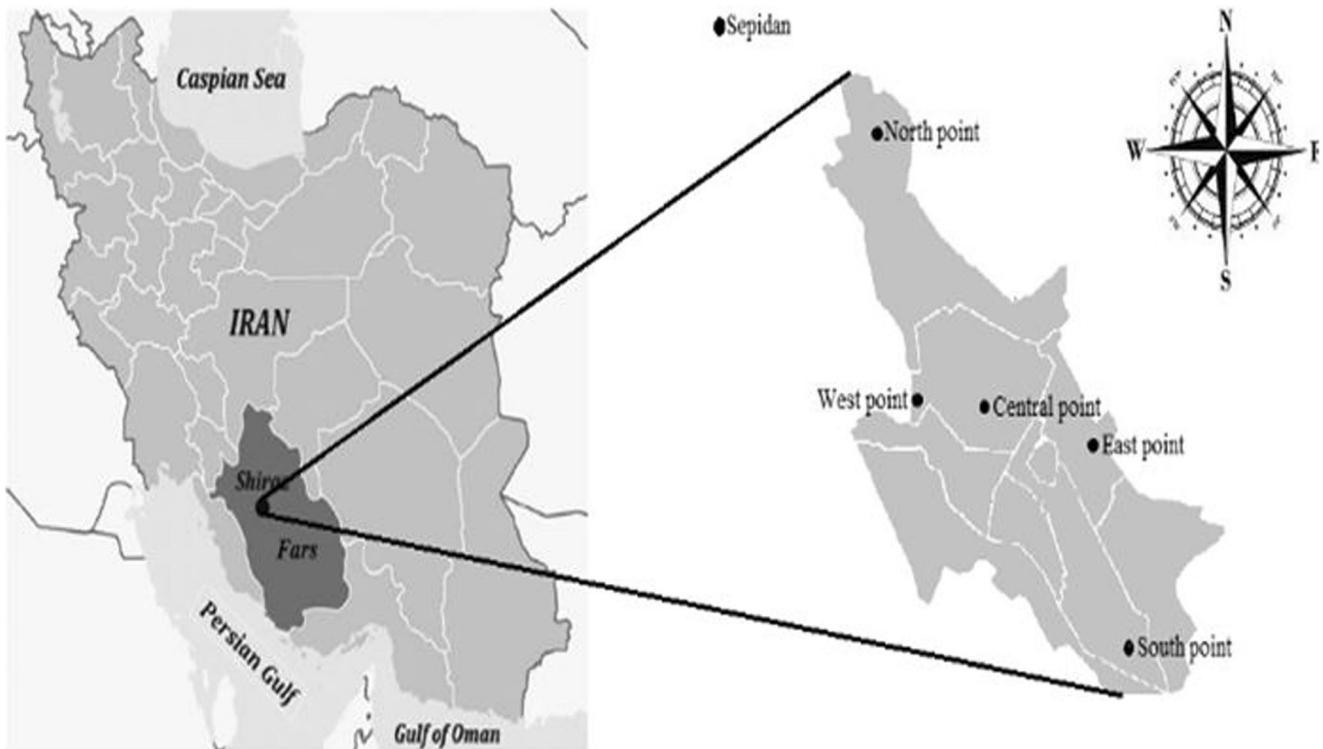 Caspian Sea
IRAN
Shiraz
Fars
Persian Gulf
Gulf of Oman
Sepidan
North point
West point
Central point
East point
South point
N
W
E
S